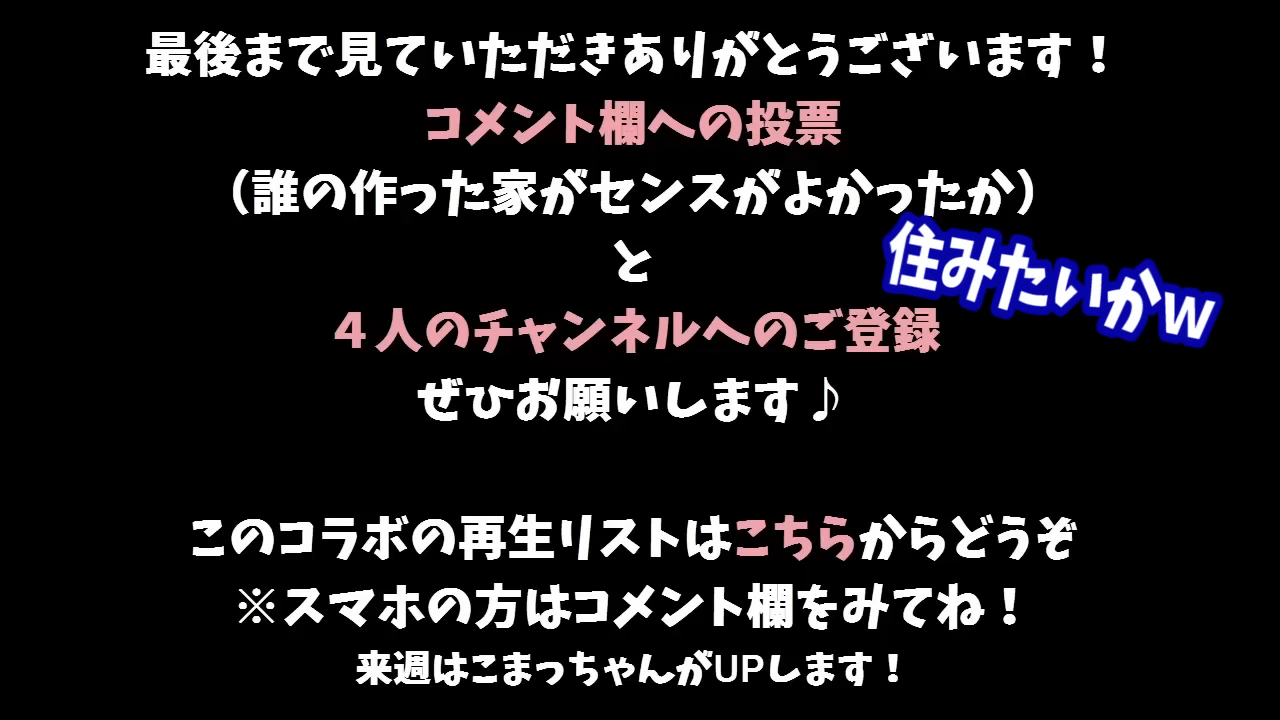 最後まで見ていただきありがとうございます！
コメント欄への投票
（誰の作った家がセンスがよかったか）
住みたいかw
と
４人のチャンネルへのご登録
ぜひお願いします♪
このコラボの再生リストはこちらからどうぞ
※スマホの方はコメント欄をみてね！
来週はこまっちゃんがUPします！